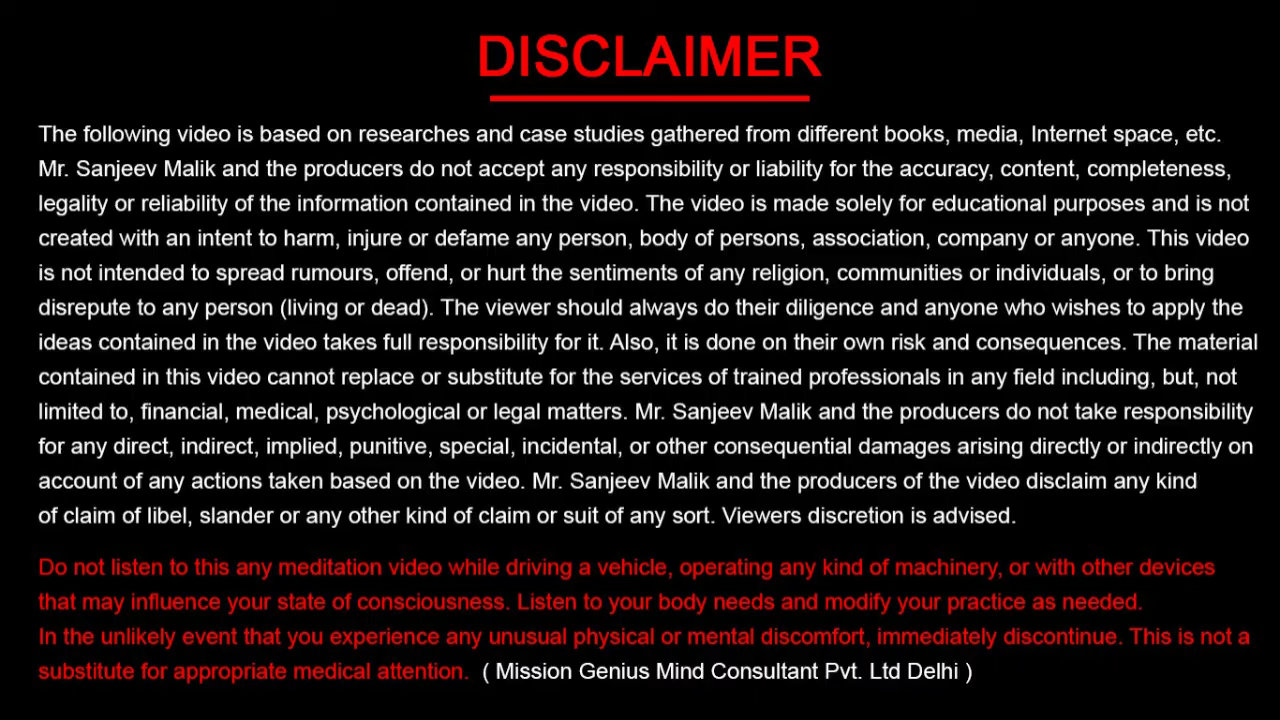 DISCLAIMER
The following video is based on researches and case studies gathered from different books, media, Internet space, etc.
Mr. Sanjeev Malik and the producers do not accept any responsibility or liability for the accuracy, content, completeness,
legality or reliability of the information contained in the video. The video is made solely for educational purposes and is not
created with an intent to harm, injure or defame any person, body of persons, association, company or anyone. This video
is not intended to spread rumours, offend, or hurt the sentiments of any religion, communities or individuals, or to bring
disrepute to any person (living or dead). The viewer should always do their diligence and anyone who wishes to apply the
ideas contained in the video takes full responsibility for it. Also, it is done on their own risk and consequences. The material
contained in this video cannot replace or substitute for the services of trained professionals in any field including, but, not
limited to, financial, medical, psychological or legal matters. Mr. Sanjeev Malik and the producers do not take responsibility
for any direct, indirect, implied, punitive, special, incidental, or other consequential damages arising directly or indirectly on
account of any actions taken based on the video. Mr. Sanjeev Malik and the producers of the video disclaim any kind
of claim of libel, slander or any other kind of claim or suit of any sort. Viewers discretion is advised.
Do not listen to this any meditation video while driving a vehicle, operating any kind of machinery, or with other devices
that may influence your state of consciousness. Listen to your body needs and modify your practice as needed.
In the unlikely event that you experience any unusual physical or mental discomfort, immediately discontinue. This is not a
substitute for appropriate medical attention. ( Mission Genius Mind Consultant Pvt. Ltd Delhi )